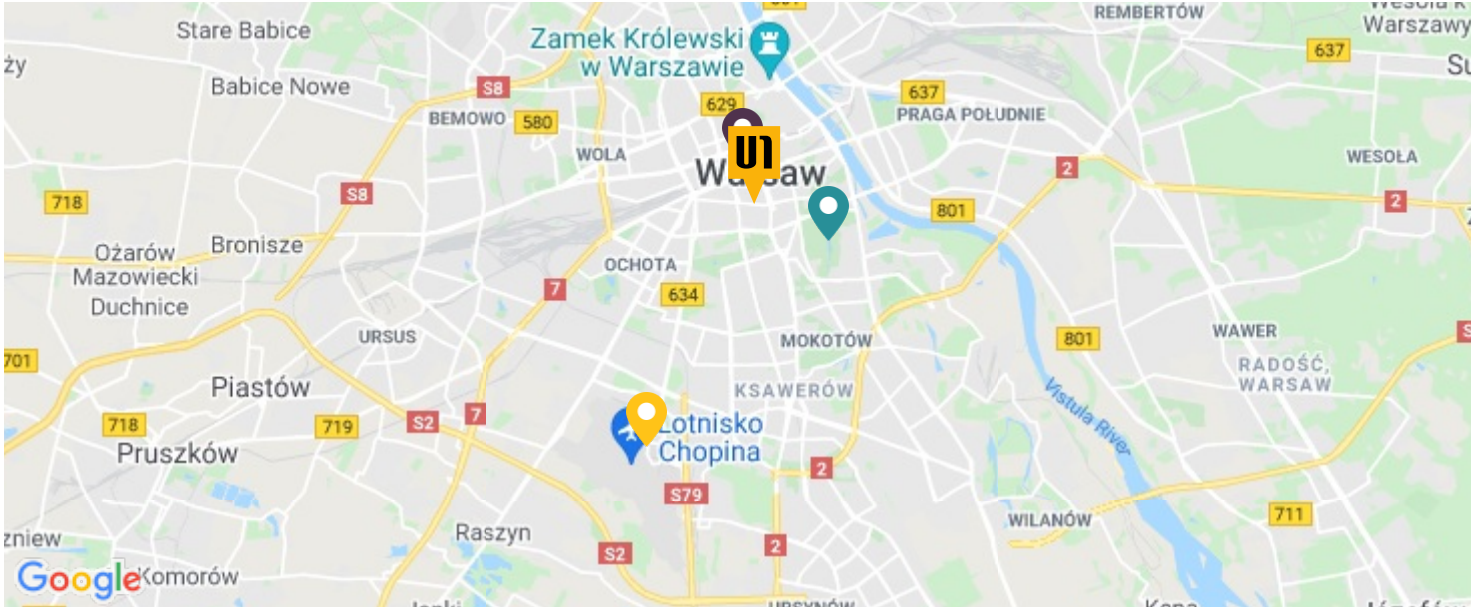 REMBERTÓW
Warszawy
Stare Babice
Zamek Królewski
w Warszawie
637
Babice Nowe
S8
629
637
BEMOWO
580
PRAGA POŁUDNIE
WOLA
U1
WESOŁA
2
Warsaw
718
S8
801
2
Ożarów
Mazowiecki
Bronisze
OCHOTA
Duchnice
7
634
URSUS
MOKOTÓW
801
WAWER
701
RADOŚĆ,
WARSAW
Piastów
KSAWERÓW
Vistula River
718
719
S2
7
Lotnisko
Chopina
Pruszków
2
S79
711
WILANÓW
Raszyn
S2
2
Google
Komorów